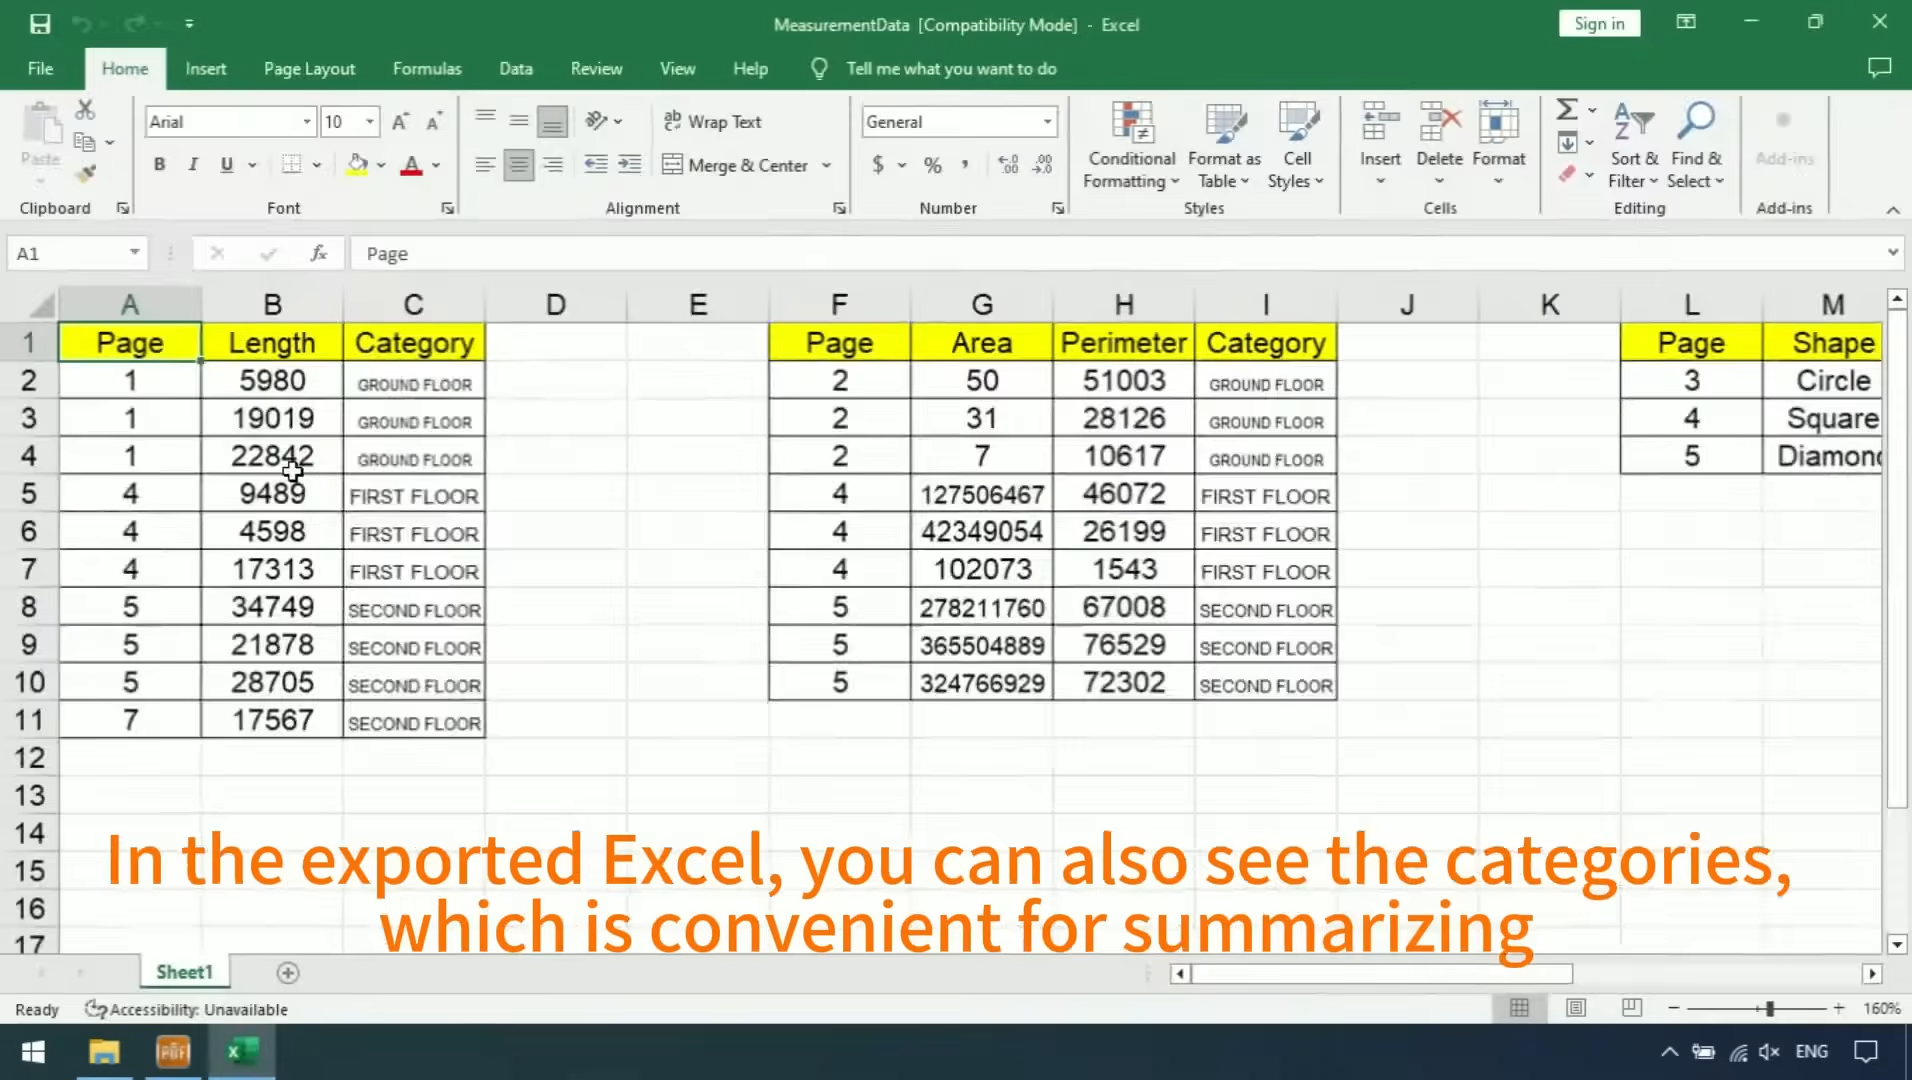 MeasurementData [Compatibility Mode] - Excel
Sign in
File Home Insert Page Layout Formulas Data Review View Help Tell me what you want to do
Paste
Clipboard
Arial 10
B I U
Font
Wrap Text
Merge & Center
Alignment
General
$ %
Number
Conditional Formatting
Format as Table
Cell Styles
Styles
Insert Delete Format
Cells
Sort & Filter
Find & Select
Editing
Add-ins
Add-ins
A1 fx Page
A B C D E F G H I J K L M
1 Page Length Category Page Area Perimeter Category Page Shape
2 1 5980 GROUND FLOOR 2 50 51003 GROUND FLOOR 3 Circle
3 1 19019 GROUND FLOOR 2 31 28126 GROUND FLOOR 4 Square
4 1 22842 GROUND FLOOR 2 7 10617 GROUND FLOOR 5 Diamond
5 4 9489 FIRST FLOOR 4 127506467 46072 FIRST FLOOR
6 4 4598 FIRST FLOOR 4 42349054 26199 FIRST FLOOR
7 4 17313 FIRST FLOOR 4 102073 1543 FIRST FLOOR
8 5 34749 SECOND FLOOR 5 278211760 67008 SECOND FLOOR
9 5 21878 SECOND FLOOR 5 365504889 76529 SECOND FLOOR
10 5 28705 SECOND FLOOR 5 324766929 72302 SECOND FLOOR
11 7 17567 SECOND FLOOR
12
13
14
15
16
17
In the exported Excel, you can also see the categories,
which is convenient for summarizing
Sheet1
Ready Accessibility: Unavailable 160%
PDF ENG